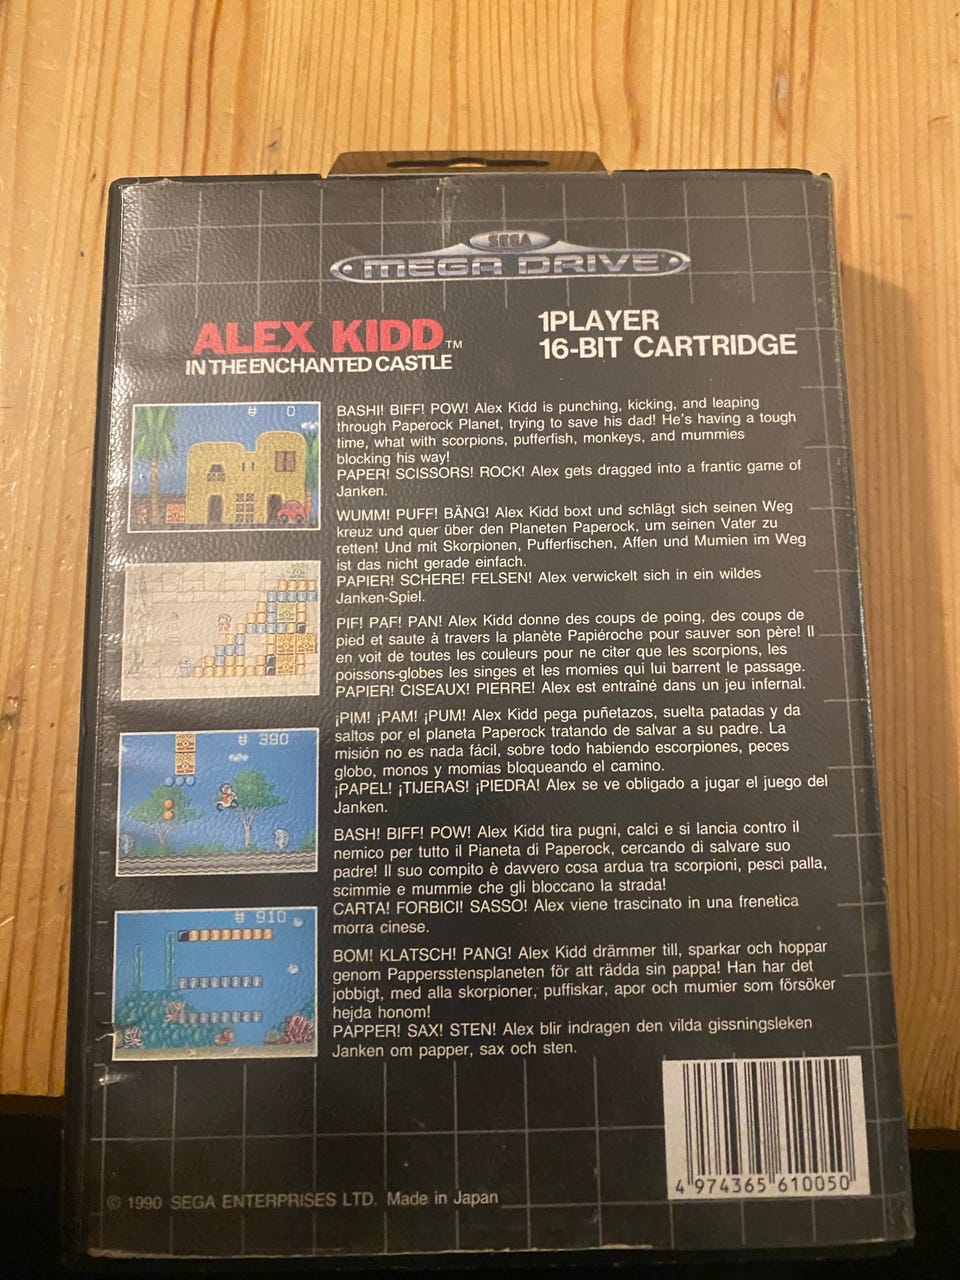 SEGA
MEGA DRIVE
ALEX KIDD TM
IN THE ENCHANTED CASTLE
1PLAYER
16-BIT CARTRIDGE
0
BASHI! BIFF! POW! Alex Kidd is punching, kicking, and leaping
through Paperock Planet, trying to save his dad! He's having a tough
time, what with scorpions, pufferfish, monkeys, and mummies
blocking his way!
PAPER! SCISSORS! ROCK! Alex gets dragged into a frantic game of
Janken.
WUMM! PUFF! BÄNG! Alex Kidd boxt und schlägt sich seinen Weg
kreuz und quer über den Planeten Paperock, um seinen Vater zu
retten! Und mit Skorpionen, Pufferfischen, Affen und Mumien im Weg
ist das nicht gerade einfach.
PAPIER! SCHERE! FELSEN! Alex verwickelt sich in ein wildes
Janken-Spiel.
PIF! PAF! PAN! Alex Kidd donne des coups de poing, des coups de
pied et saute à travers la planète Papiéroche pour sauver son père! Il
en voit de toutes les couleurs pour ne citer que les scorpions, les
poissons-globes les singes et les momies qui lui barrent le passage.
PAPIER! CISEAUX! PIERRE! Alex est entraîné dans un jeu infernal.
390
¡PIM! ¡PAM! ¡PUM! Alex Kidd pega puñetazos, suelta patadas y da
saltos por el planeta Paperock tratando de salvar a su padre. La
misión no es nada fácil, sobre todo habiendo escorpiones, peces
globo, monos y momias bloqueando el camino.
¡PAPEL! ¡TIJERAS! ¡PIEDRA! Alex se ve obligado a jugar el juego del
Janken.
BASH! BIFF! POW! Alex Kidd tira pugni, calci e si lancia contro il
nemico per tutto il Pianeta di Paperock, cercando di salvare suo
padre! Il suo compito è davvero cosa ardua tra scorpioni, pesci palla,
scimmie e mummie che gli bloccano la strada!
CARTA! FORBICI! SASSO! Alex viene trascinato in una frenetica
morra cinese.
910
BOM! KLATSCH! PANG! Alex Kidd drämmer till, sparkar och hoppar
genom Pappersstensplaneten för att rädda sin pappa! Han har det
jobbigt, med alla skorpioner, puffiskar, apor och mumier som försöker
hejda honom!
PAPPER! SAX! STEN! Alex blir indragen den vilda gissningsleken
Janken om papper, sax och sten.
4 974365 610050
© 1990 SEGA ENTERPRISES LTD. Made in Japan